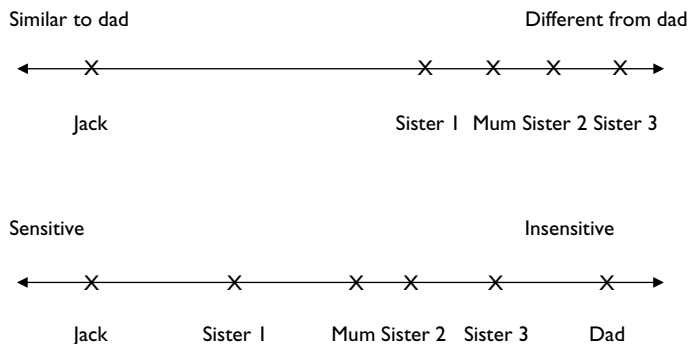 Similar to dad Different from dad
X X X X X
Jack Sister 1 Mum Sister 2 Sister 3
Sensitive Insensitive
X X X X X X
Jack Sister 1 Mum Sister 2 Sister 3 Dad